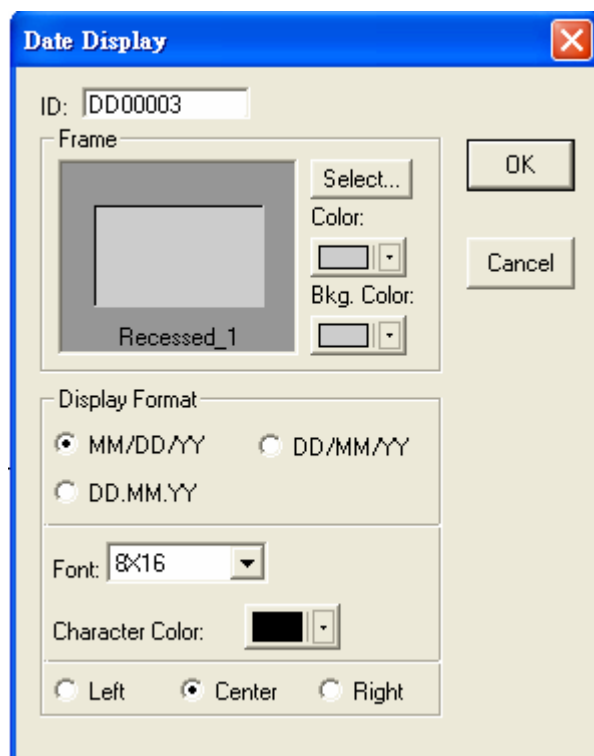 Date Display
ID: DD00003
Frame
Select...
Color:
Bkg. Color:
Recessed_1
OK
Cancel
Display Format
MM/DD/YY DD/MM/YY
DD.MM.YY
Font: 8X16
Character Color:
Left Center Right